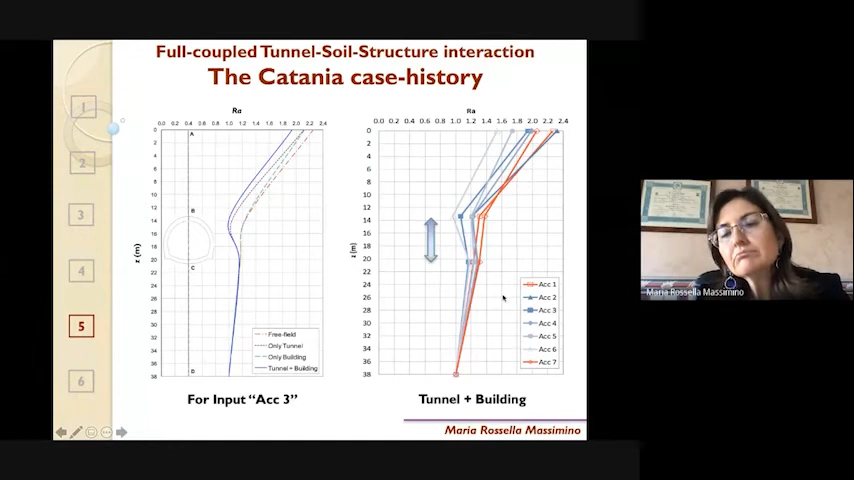 Full-coupled Tunnel-Soil-Structure interaction
The Catania case-history
1
2
3
4
5
6
Ra
0.0 0.2 0.4 0.6 0.8 1.0 1.2 1.4 1.6 1.8 2.0 2.2 2.4
0
2
4
6
8
10
12
14
16
18
20
22
24
26
28
30
32
34
36
38
z (m)
A
B
C
D
Free-field
Only Tunnel
Only Building
Tunnel + Building
For Input “Acc 3”
Ra
0.0 0.2 0.4 0.6 0.8 1.0 1.2 1.4 1.6 1.8 2.0 2.2 2.4
0
2
4
6
8
10
12
14
16
18
20
22
24
26
28
30
32
34
36
38
z (m)
Acc 1
Acc 2
Acc 3
Acc 4
Acc 5
Acc 6
Acc 7
Tunnel + Building
Maria Rossella Massimino
Maria Rossella Massimino